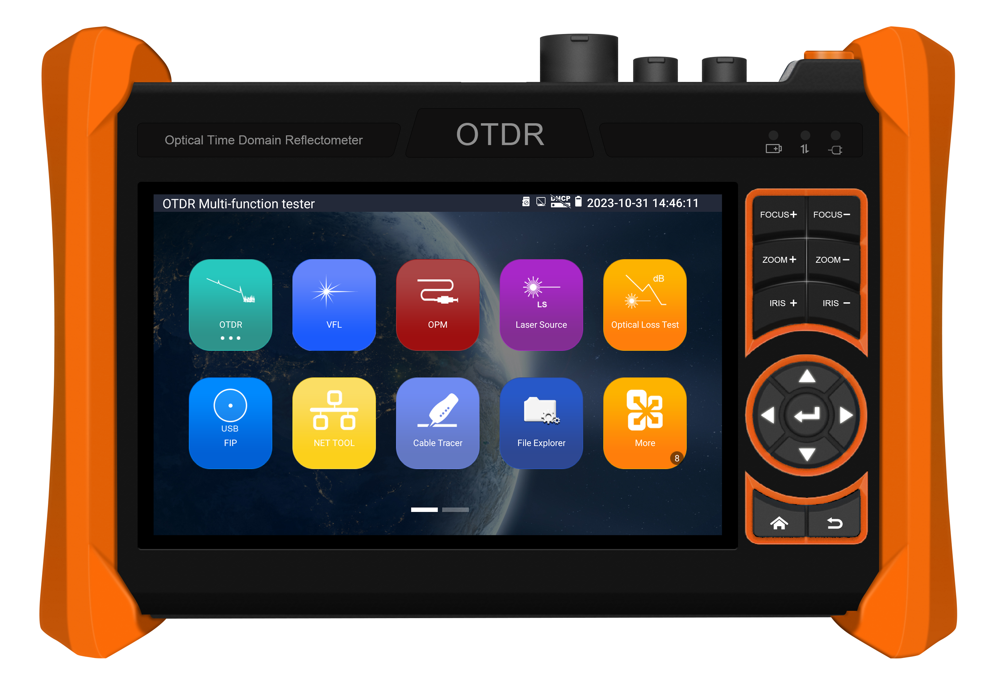 OTDR
Optical Time Domain Reflectometer
OTDR Multi-function tester
DHCP
2023-10-31 14:46:11
OTDR
VFL
OPM
LS
Laser Source
dB
Optical Loss Test
USB
FIP
NET TOOL
Cable Tracer
File Explorer
More
8
FOCUS+
FOCUS−
ZOOM+
ZOOM−
IRIS +
IRIS −